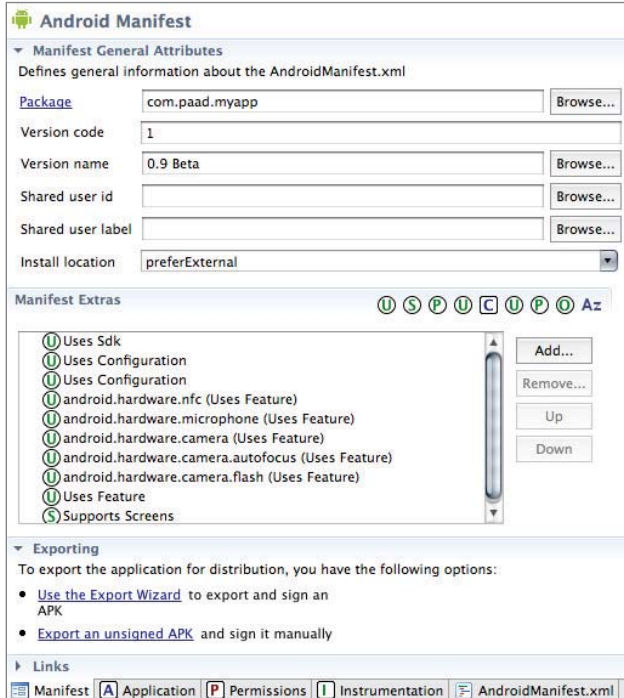 Android Manifest
Manifest General Attributes
Defines general information about the AndroidManifest.xml
Package com.paad.myapp Browse...
Version code 1
Version name 0.9 Beta Browse...
Shared user id Browse...
Shared user label Browse...
Install location preferExternal
Manifest Extras U S P U C U P O Az
U Uses Sdk Add...
U Uses Configuration
U Uses Configuration Remove...
U android.hardware.nfc (Uses Feature)
U android.hardware.microphone (Uses Feature) Up
U android.hardware.camera (Uses Feature)
U android.hardware.camera.autofocus (Uses Feature) Down
U android.hardware.camera.flash (Uses Feature)
U Uses Feature
S Supports Screens
Exporting
To export the application for distribution, you have the following options:
• Use the Export Wizard to export and sign an
APK
• Export an unsigned APK and sign it manually
Links
Manifest A Application P Permissions I Instrumentation F AndroidManifest.xml